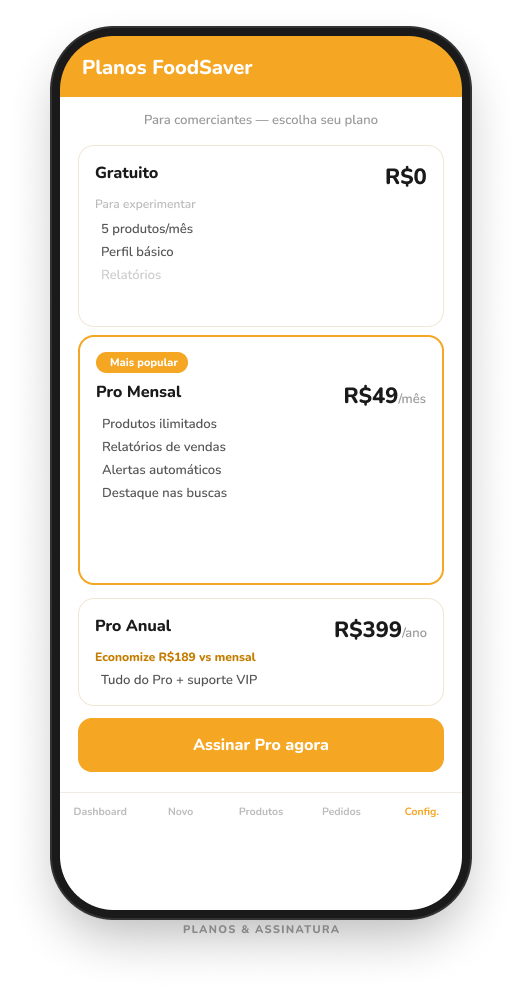 Planos FoodSaver
Para comerciantes — escolha seu plano
Gratuito
R$0
Para experimentar
5 produtos/mês
Perfil básico
Relatórios
Mais popular
Pro Mensal
R$49/mês
Produtos ilimitados
Relatórios de vendas
Alertas automáticos
Destaque nas buscas
Pro Anual
R$399/ano
Economize R$189 vs mensal
Tudo do Pro + suporte VIP
Assinar Pro agora
Dashboard
Novo
Produtos
Pedidos
Config.
PLANOS & ASSINATURA